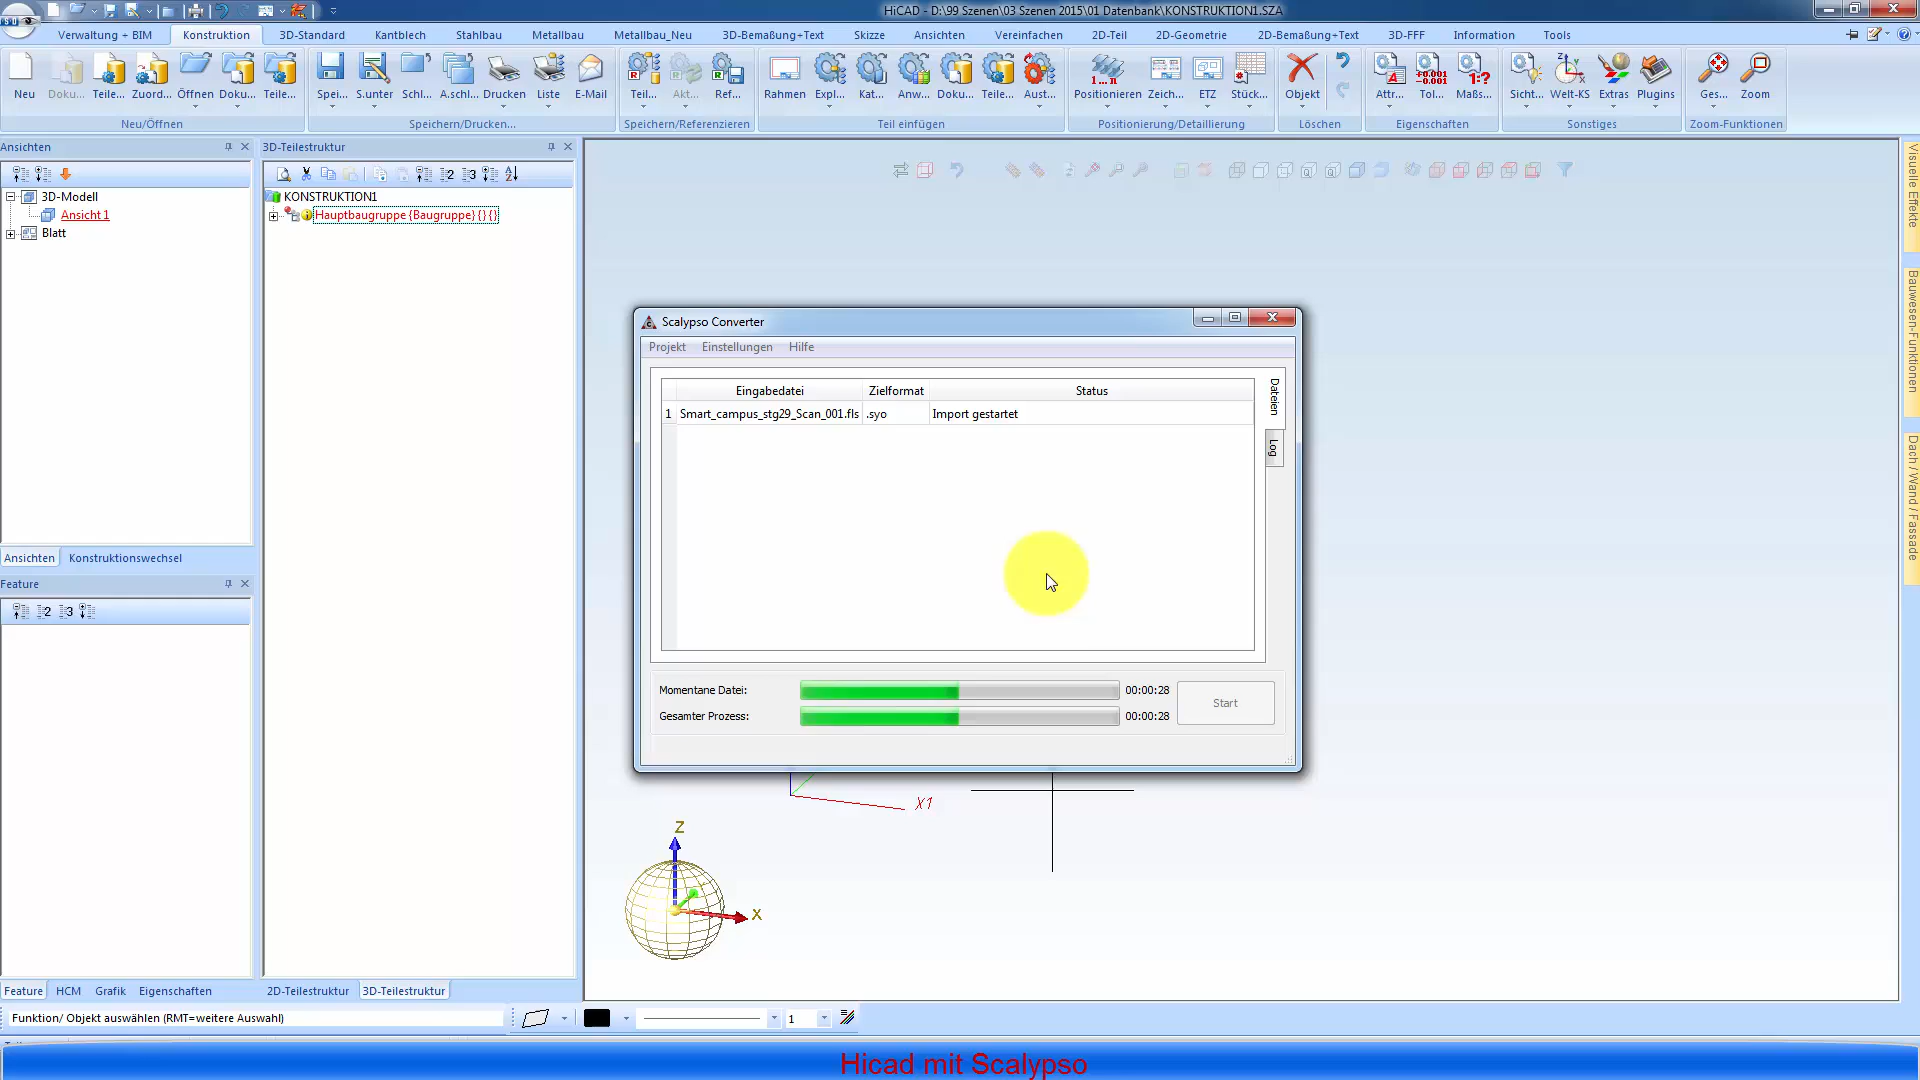 HiCAD - D:\99 Szenen\03 Szenen 2015\01 Datenbank\KONSTRUKTION1.SZA
Verwaltung + BIM Konstruktion 3D-Standard Kantblech Stahlbau Metallbau Metallbau_Neu 3D-Bemaßung+Text Skizze Ansichten Vereinfachen 2D-Teil 2D-Geometrie 2D-Bemaßung+Text 3D-FFF Information Tools
Neu Doku... Teile... Zuord... Öffnen Doku... Teile... Spei... S.unter Schl... A.schl... Drucken Liste E-Mail Teil... Akt... Ref... Rahmen Expl... Kat... Anw... Doku... Teile... Aust... Positionieren Zeich... ETZ Stück... Objekt Attr... Tol... Maßs... Sicht... Welt-KS Extras Plugins Ges... Zoom
Neu/Öffnen Speichern/Drucken... Speichern/Referenzieren Teil einfügen Positionierung/Detaillierung Löschen Eigenschaften Sonstiges Zoom-Funktionen
Ansichten
3D-Modell
Ansicht 1
Blatt
Ansichten Konstruktionswechsel
Feature
Feature HCM Grafik Eigenschaften
3D-Teilestruktur
KONSTRUKTION1
Hauptbaugruppe {Baugruppe} {} {}
2D-Teilestruktur 3D-Teilestruktur
Scalypso Converter
Projekt Einstellungen Hilfe
Eingabedatei Zielformat Status
1 Smart_campus_stg29_Scan_001.fls .syo Import gestartet
Dateien
Log
Momentane Datei: 00:00:28
Gesamter Prozess: 00:00:28
Start
X1
Z
X
Visuelle Effekte
Bauwesen-Funktionen
Dach / Wand / Fassade
Funktion/ Objekt auswählen (RMT=weitere Auswahl)
1
Hicad mit Scalypso